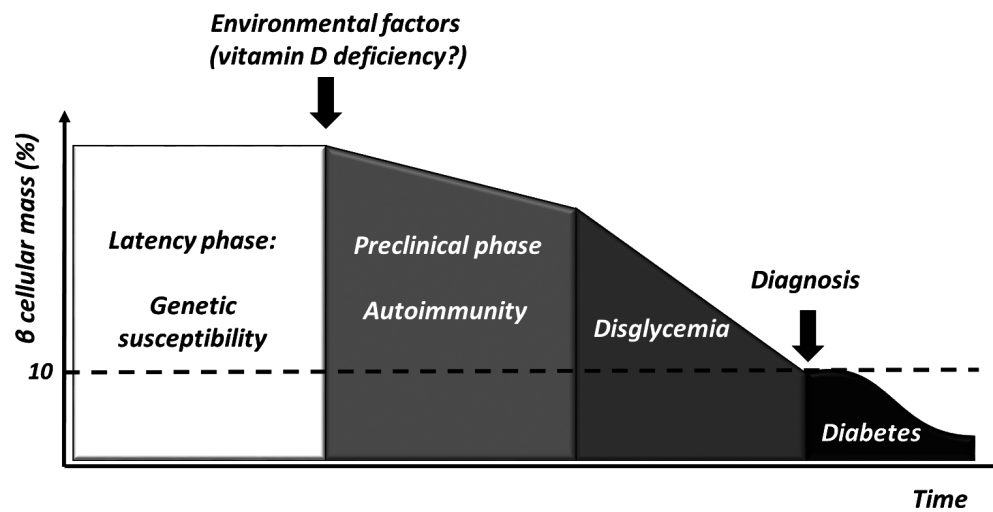 Environmental factors
(vitamin D deficiency?)
β cellular mass (%)
Latency phase:
Genetic
susceptibility
Preclinical phase
Autoimmunity
Disglycemia
Diagnosis
10
Diabetes
Time